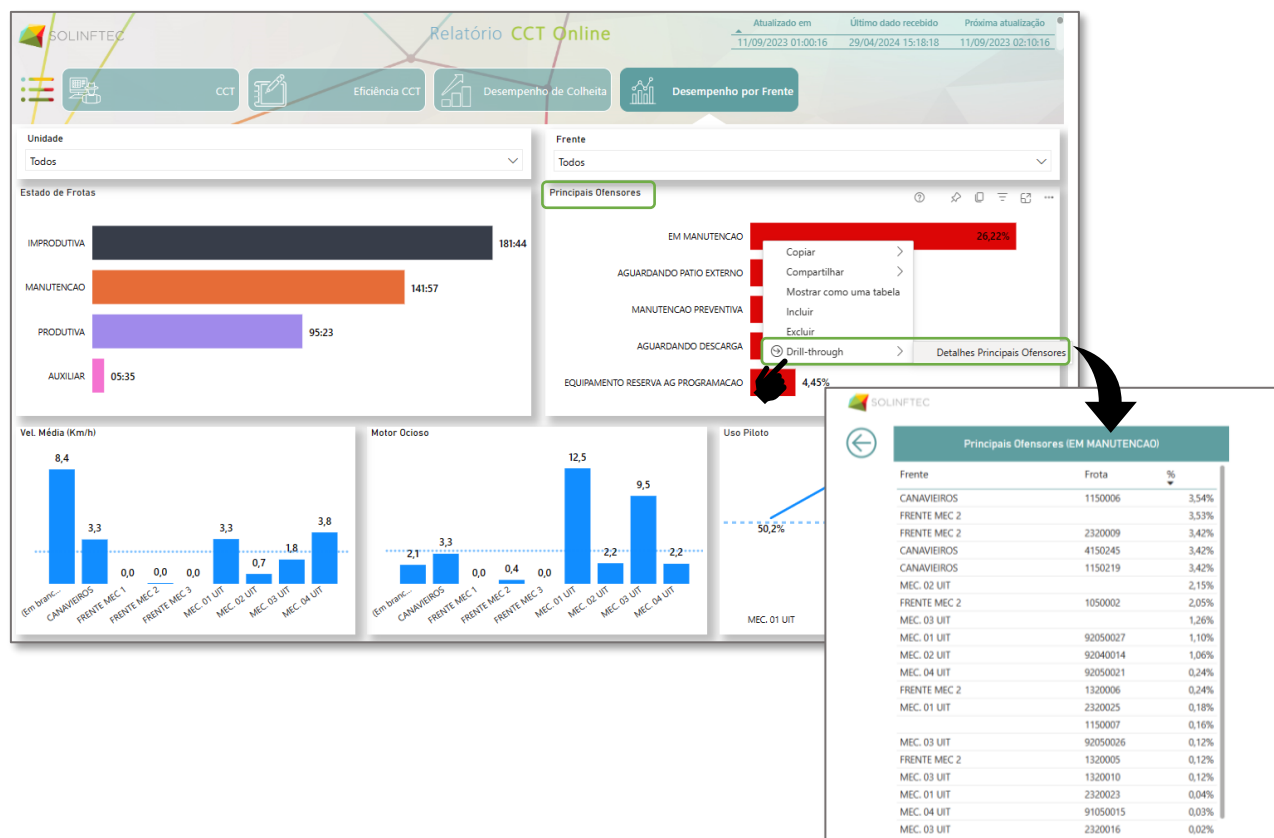 SOLINFTEC
Relatório CCT Online
Atualizado em Último dado recebido Próxima atualização
11/09/2023 01:00:16 29/04/2024 15:18:18 11/09/2023 02:10:16
CCT
Eficiência CCT
Desempenho de Colheita
Desempenho por Frente
Unidade
Todos
Frente
Todos
Estado de Frotas
IMPRODUTIVA 181:44
MANUTENCAO 141:57
PRODUTIVA 95:23
AUXILIAR 05:35
Principais Ofensores
EM MANUTENCAO 26,22%
AGUARDANDO PATIO EXTERNO
MANUTENCAO PREVENTIVA
AGUARDANDO DESCARGA
EQUIPAMENTO RESERVA AG PROGRAMACAO 4,45%
Copiar
Compartilhar
Mostrar como uma tabela
Incluir
Excluir
Drill-through
Detalhes Principais Ofensores
Vel. Média (Km/h)
8,4
3,3
0,0
0,0
0,0
3,3
0,7
1,8
3,8
(Em branc...
CANAVIEIROS
FRENTE MEC 1
FRENTE MEC 2
FRENTE MEC 3
MEC. 01 UIT
MEC. 02 UIT
MEC. 03 UIT
MEC. 04 UIT
Motor Ocioso
2,1
3,3
0,0
0,4
0,0
12,5
2,2
9,5
2,2
(Em branc...
CANAVIEIROS
FRENTE MEC 1
FRENTE MEC 2
FRENTE MEC 3
MEC. 01 UIT
MEC. 02 UIT
MEC. 03 UIT
MEC. 04 UIT
Uso Piloto
50,2%
MEC. 01 UIT
SOLINFTEC
Principais Ofensores (EM MANUTENCAO)
Frente Frota %
CANAVIEIROS 1150006 3,54%
FRENTE MEC 2 3,53%
FRENTE MEC 2 2320009 3,42%
CANAVIEIROS 4150245 3,42%
CANAVIEIROS 1150219 3,42%
MEC. 02 UIT 2,15%
FRENTE MEC 2 1050002 2,05%
MEC. 03 UIT 1,26%
MEC. 01 UIT 92050027 1,10%
MEC. 02 UIT 92040014 1,06%
MEC. 04 UIT 92050021 0,24%
FRENTE MEC 2 1320006 0,24%
MEC. 01 UIT 2320025 0,18%
1150007 0,16%
MEC. 03 UIT 92050026 0,12%
FRENTE MEC 2 1320005 0,12%
MEC. 03 UIT 1320010 0,12%
MEC. 01 UIT 2320023 0,04%
MEC. 04 UIT 91050015 0,03%
MEC. 03 UIT 2320016 0,02%